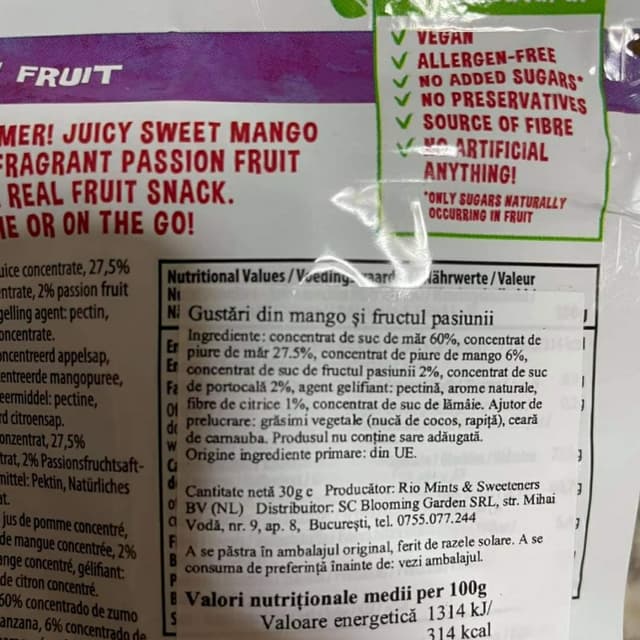 VEGAN
ALLERGEN-FREE
NO ADDED SUGARS*
NO PRESERVATIVES
SOURCE OF FIBRE
NO ARTIFICIAL
ANYTHING!
*ONLY SUGARS NATURALLY
OCCURRING IN FRUIT
FRUIT
MER! JUICY SWEET MANGO
FRAGRANT PASSION FRUIT
REAL FRUIT SNACK.
ME OR ON THE GO!
uice concentrate, 27,5%
ntrate, 2% passion fruit
gelling agent: pectin,
oncentrate.
oncentreerd appelsap,
entreerde mangopuree,
eermiddel: pectine,
rd citroensap.
onzentrat, 27,5%
trat, 2% Passionsfruchtsaft-
mittel: Pektin, Natürliches
at.
jus de pomme concentré,
de mangue concentrée, 2%
ange concentré, gélifiant:
de citron concentré.
60% concentrado de zumo
anzana, 6% concentrado de
Nutritional Values / Valeur
Gustări din mango și fructul pasiunii
Ingrediente: concentrat de suc de măr 60%, concentrat de
piure de măr 27.5%, concentrat de piure de mango 6%,
concentrat de suc de fructul pasiunii 2%, concentrat de suc
de portocală 2%, agent gelifiant: pectină, arome naturale,
fibre de citrice 1%, concentrat de suc de lămâie. Ajutor de
prelucrare: grăsimi vegetale (nucă de cocos, rapiță), ceară
de carnauba. Produsul nu conține sare adăugată.
Origine ingrediente primare: din UE.
Cantitate netă 30g e Producător: Rio Mints & Sweeteners
BV (NL) Distribuitor: SC Blooming Garden SRL, str. Mihai
Vodă, nr. 9, ap. 8, București, tel. 0755.077.244
A se păstra în ambalajul original, ferit de razele solare. A se
consuma de preferință înainte de: vezi ambalajul.
Valori nutriționale medii per 100g
Valoare energetică 1314 kJ/
314 kcal